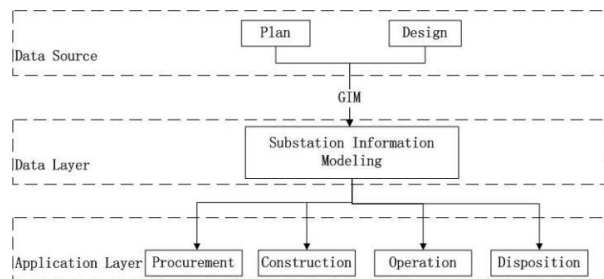 Plan
Design
Data Source
GIM
Substation Information
Modeling
Data Layer
Application Layer
Procurement
Construction
Operation
Disposition